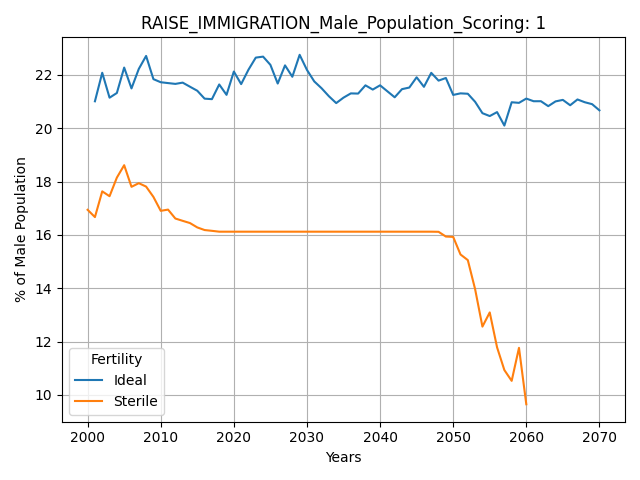 RAISE_IMMIGRATION_Male_Population_Scoring: 1
% of Male Population
22
20
18
16
14
12
10
Fertility
Ideal
Sterile
2000 2010 2020 2030 2040 2050 2060 2070
Years